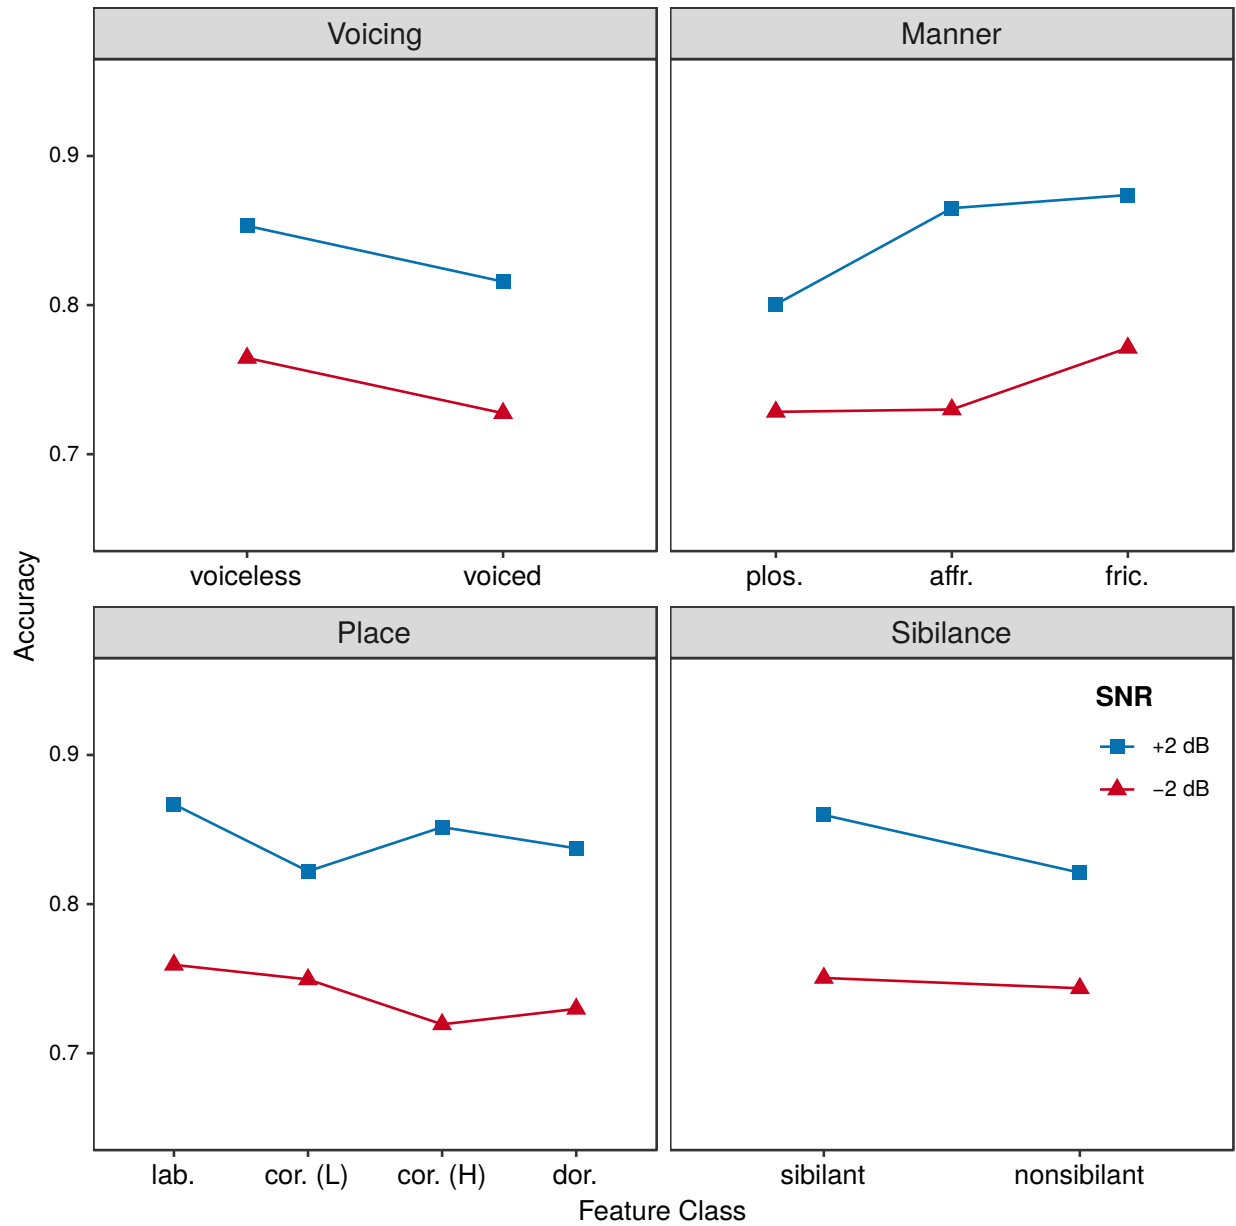 Voicing
Manner
0.9
0.8
0.7
voiceless voiced
plos. affr. fric.
Accuracy
Place
Sibilance
SNR
+2 dB
−2 dB
0.9
0.8
0.7
lab. cor. (L) cor. (H) dor.
sibilant nonsibilant
Feature Class